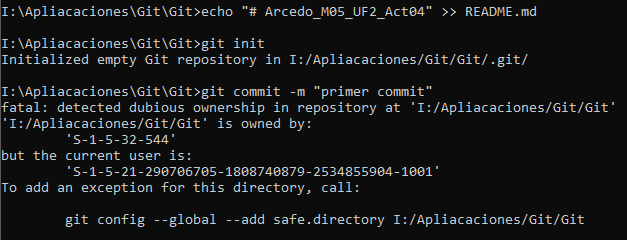 I:\Apliacaciones\Git\Git>echo "# Arcedo_M05_UF2_Act04" >> README.md
I:\Apliacaciones\Git\Git>git init
Initialized empty Git repository in I:/Apliacaciones/Git/Git/.git/
I:\Apliacaciones\Git\Git>git commit -m "primer commit"
fatal: detected dubious ownership in repository at 'I:/Apliacaciones/Git/Git'
'I:/Apliacaciones/Git/Git' is owned by:
'S-1-5-32-544'
but the current user is:
'S-1-5-21-290706705-1808740879-2534855904-1001'
To add an exception for this directory, call:
git config --global --add safe.directory I:/Apliacaciones/Git/Git